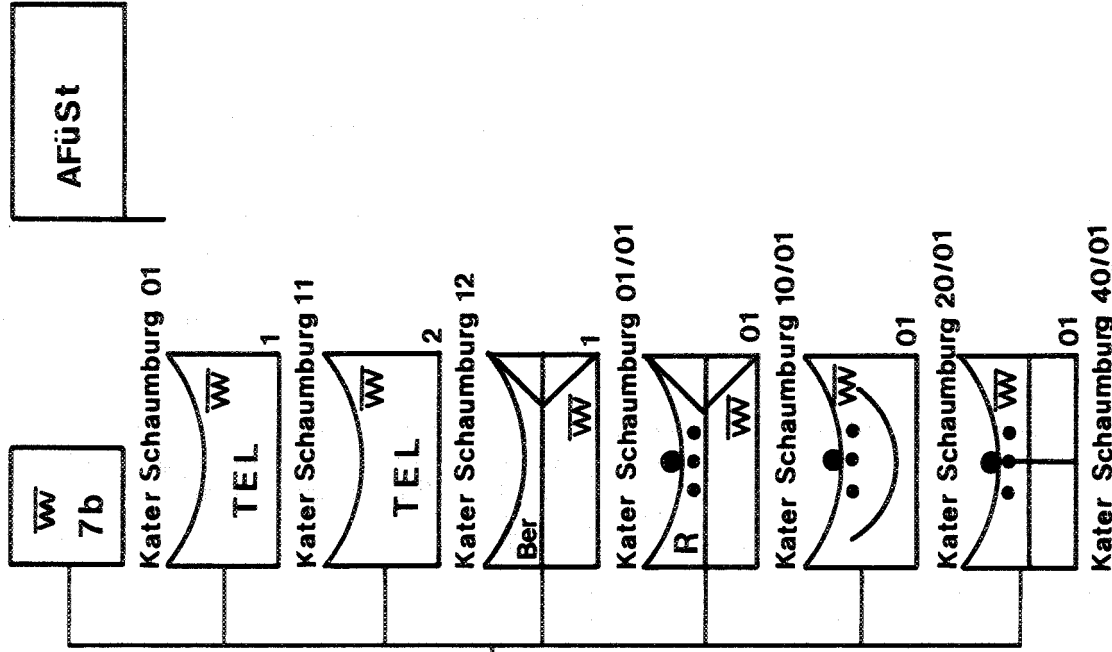 W
7b
AFüSt
Kater Schaumburg 01
W
TEL
1
Kater Schaumburg 11
W
TEL
2
Kater Schaumburg 12
Ber
W
1
Kater Schaumburg 01/01
R
W
01
Kater Schaumburg 10/01
W
01
Kater Schaumburg 20/01
W
01
Kater Schaumburg 40/01